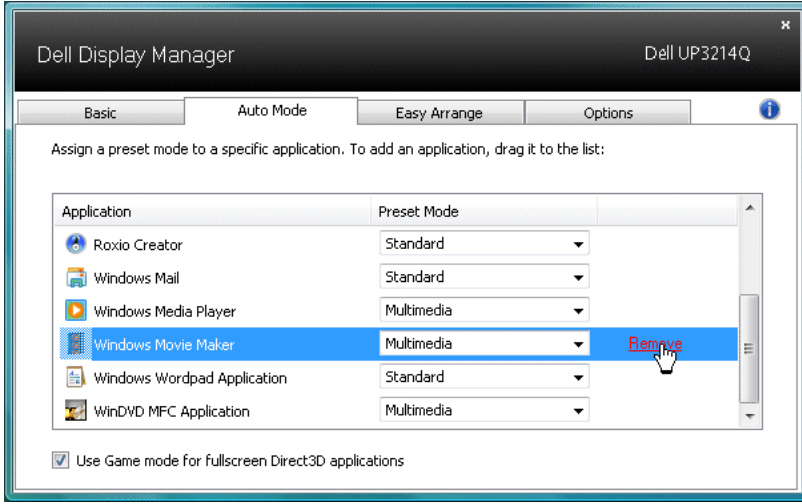 x
Dell Display Manager Dell UP3214Q
Basic Auto Mode Easy Arrange Options i
Assign a preset mode to a specific application. To add an application, drag it to the list:
Application Preset Mode
Roxio Creator Standard
Windows Mail Standard
Windows Media Player Multimedia
Windows Movie Maker Multimedia Remove
Windows Wordpad Application Standard
WinDVD MFC Application Multimedia
Use Game mode for fullscreen Direct3D applications